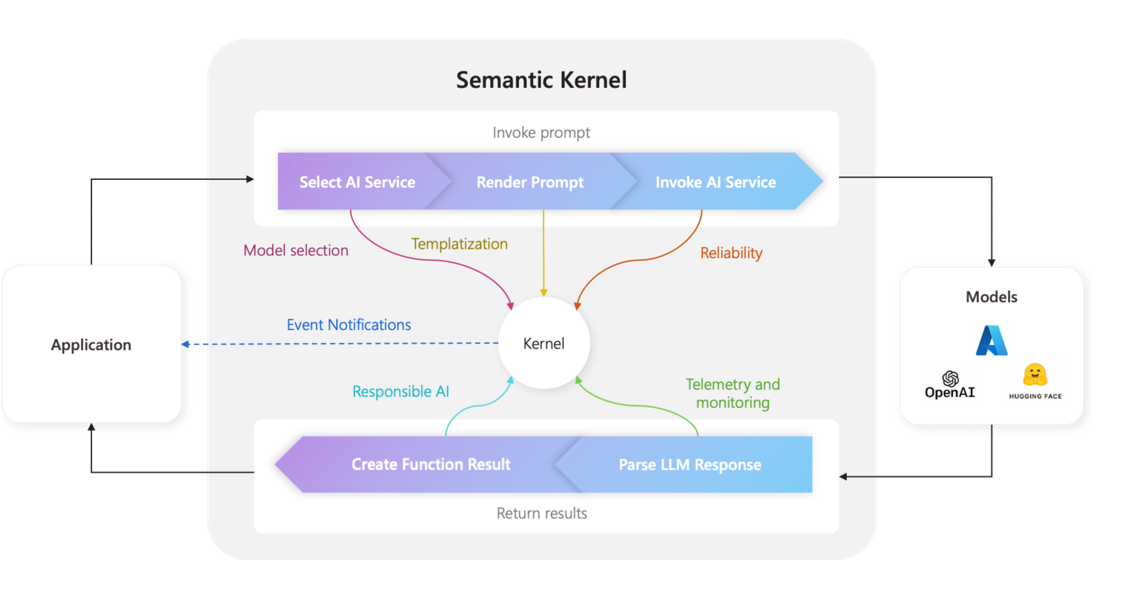 Semantic Kernel
Invoke prompt
Select AI Service
Render Prompt
Invoke AI Service
Model selection
Templatization
Reliability
Application
Event Notifications
Kernel
Models
OpenAI
HUGGING FACE
Responsible AI
Telemetry and
monitoring
Create Function Result
Parse LLM Response
Return results